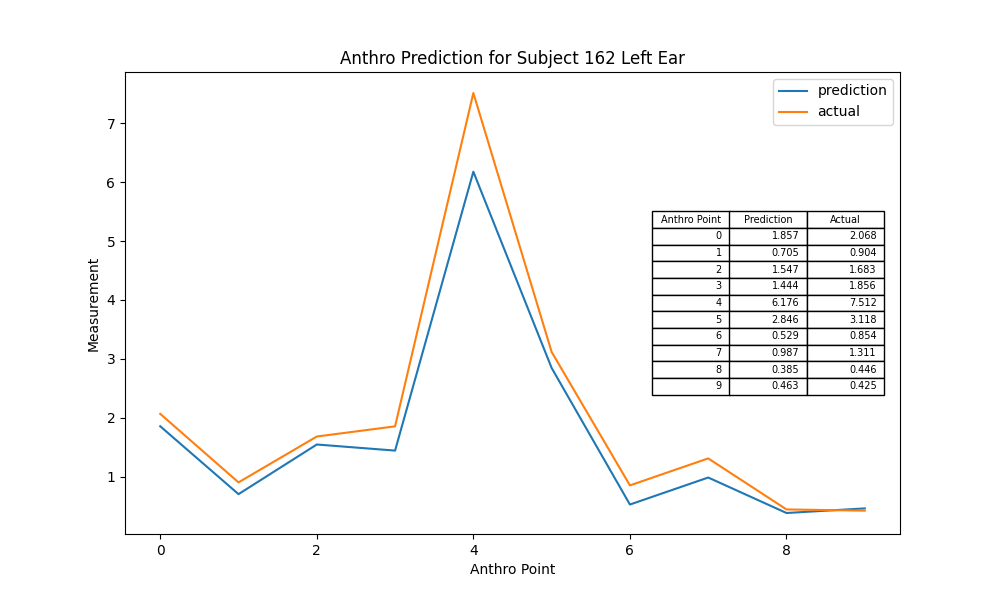 Anthro Prediction for Subject 162 Left Ear
prediction
actual
7
6
5
4
3
2
1
Measurement
Anthro Point Prediction Actual
0 1.857 2.068
1 0.705 0.904
2 1.547 1.683
3 1.444 1.856
4 6.176 7.512
5 2.846 3.118
6 0.529 0.854
7 0.987 1.311
8 0.385 0.446
9 0.463 0.425
0 2 4 6 8
Anthro Point